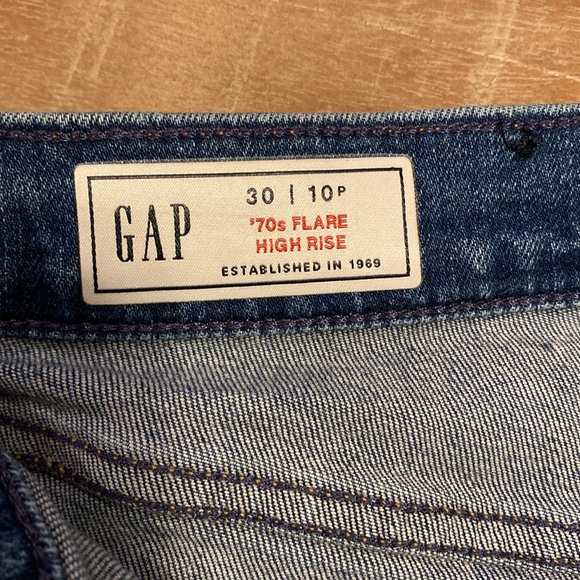 GAP
30 | 10P
'70s FLARE
HIGH RISE
ESTABLISHED IN 1969